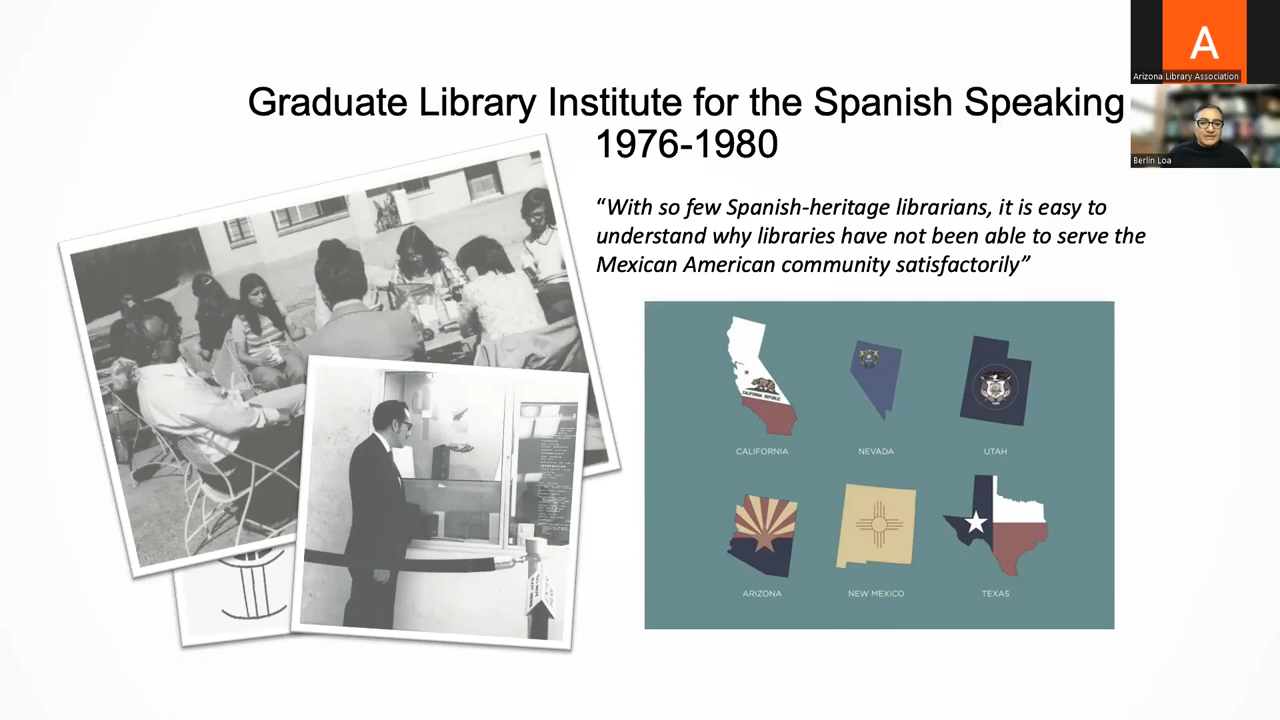 A
Arizona Library Association
Berlin Loa
Graduate Library Institute for the Spanish Speaking
1976-1980
“With so few Spanish-heritage librarians, it is easy to
understand why libraries have not been able to serve the
Mexican American community satisfactorily”
CALIFORNIA REPUBLIC
CALIFORNIA
NEVADA
UTAH
ARIZONA
NEW MEXICO
TEXAS